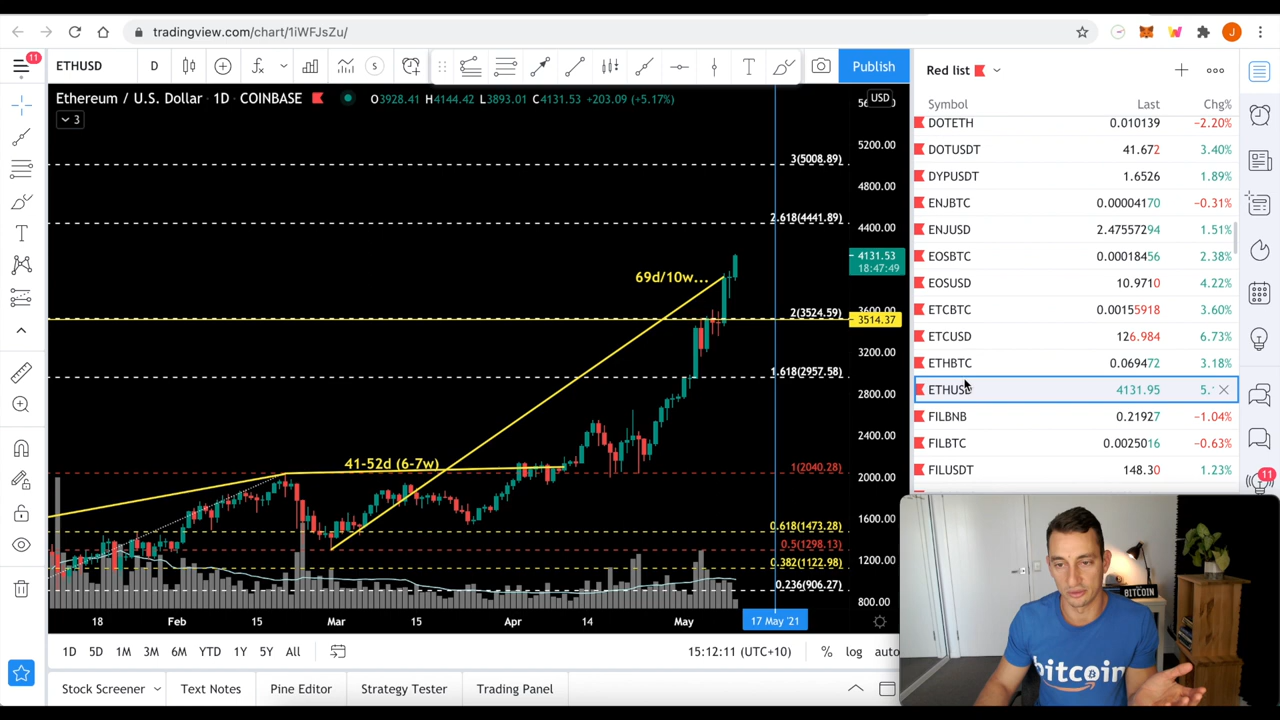 tradingview.com/chart/1iWFJsZu/
J
11
ETHUSD
D
S
T
Publish
Ethereum / U.S. Dollar · 1D · COINBASE
O3928.41 H4144.42 L3893.01 C4131.53 +203.09 (+5.17%)
3
USD
5200.00
4800.00
4400.00
4131.53
18:47:49
3600.00
3514.37
3200.00
2800.00
2400.00
2000.00
1600.00
1200.00
800.00
3(5008.89)
2.618(4441.89)
2(3524.59)
1.618(2957.58)
1(2040.28)
0.618(1473.28)
0.5(1298.13)
0.382(1122.98)
0.236(906.27)
69d/10w...
41-52d (6-7w)
18
Feb
15
Mar
15
Apr
14
May
17 May '21
1D 5D 1M 3M 6M YTD 1Y 5Y All
15:12:11 (UTC+10)
% log auto
Stock Screener
Text Notes
Pine Editor
Strategy Tester
Trading Panel
Red list
Symbol Last Chg%
DOTETH 0.010139 −2.20%
DOTUSDT 41.672 3.40%
DYPUSDT 1.6526 1.89%
ENJBTC 0.00004170 −0.31%
ENJUSD 2.47557294 1.51%
EOSBTC 0.00018456 2.38%
EOSUSD 10.9710 4.22%
ETCBTC 0.00155918 3.60%
ETCUSD 126.984 6.73%
ETHBTC 0.069472 3.18%
ETHUSD 4131.95 5.
FILBNB 0.21927 −1.04%
FILBTC 0.0025016 −0.63%
FILUSDT 148.30 1.23%
11
BITCOIN
bitcoin